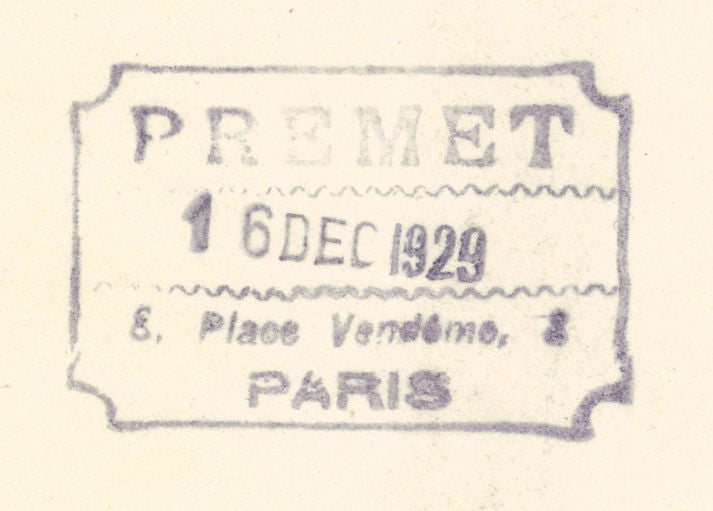 PREMET
16 DEC 1929
8, Place Vendôme, 8
PARIS